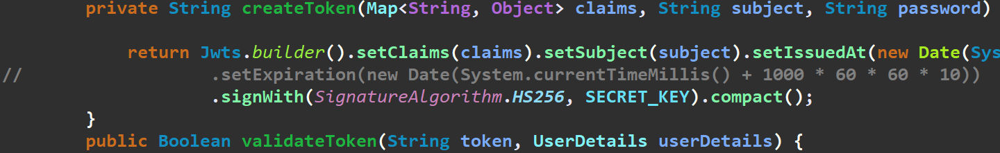 private String createToken(Map<String, Object> claims, String subject, String password)
return Jwts.builder().setClaims(claims).setSubject(subject).setIssuedAt(new Date(Sys
// .setExpiration(new Date(System.currentTimeMillis() + 1000 * 60 * 60 * 10))
.signWith(SignatureAlgorithm.HS256, SECRET_KEY).compact();
}
public Boolean validateToken(String token, UserDetails userDetails) {